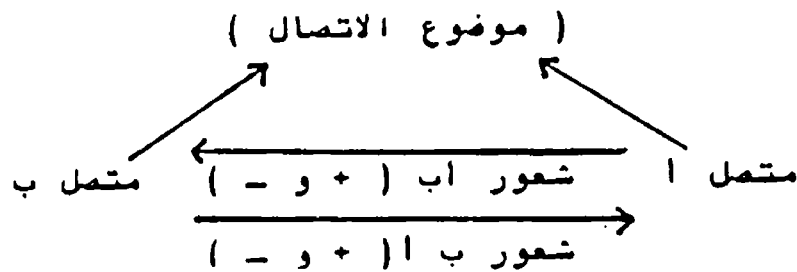 ( موضوع الاتصال )
متصل ا
متصل ب
شعور اب ( + و - )
شعور ب ا ( + و - )